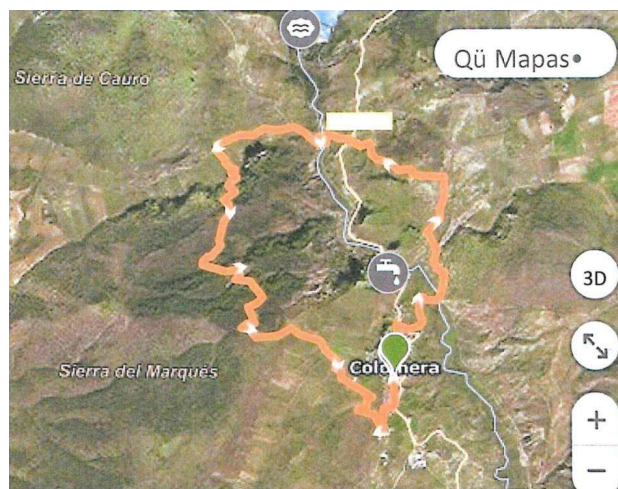 Qü Mapas•
Sierra de Cauro
3D
Sierra del Marqués
Colomera
+
−